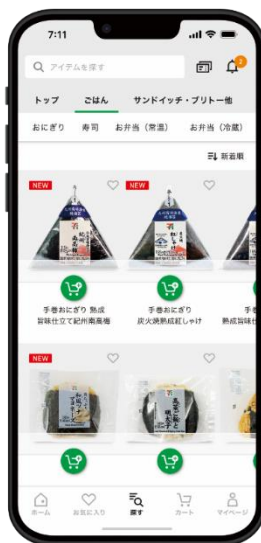 7:11
2
アイテムを探す
トップ ごはん サンドイッチ・ブリトー他
おにぎり 寿司 お弁当（常温） お弁当（冷蔵）
新着順
NEW NEW
手巻おにぎり 熟成
旨味仕立て紀州南高梅
手巻おにぎり
炭火焼熟成紅しゃけ
手巻お
熟成旨味
NEW
ホーム お気に入り 探す カート マイページ